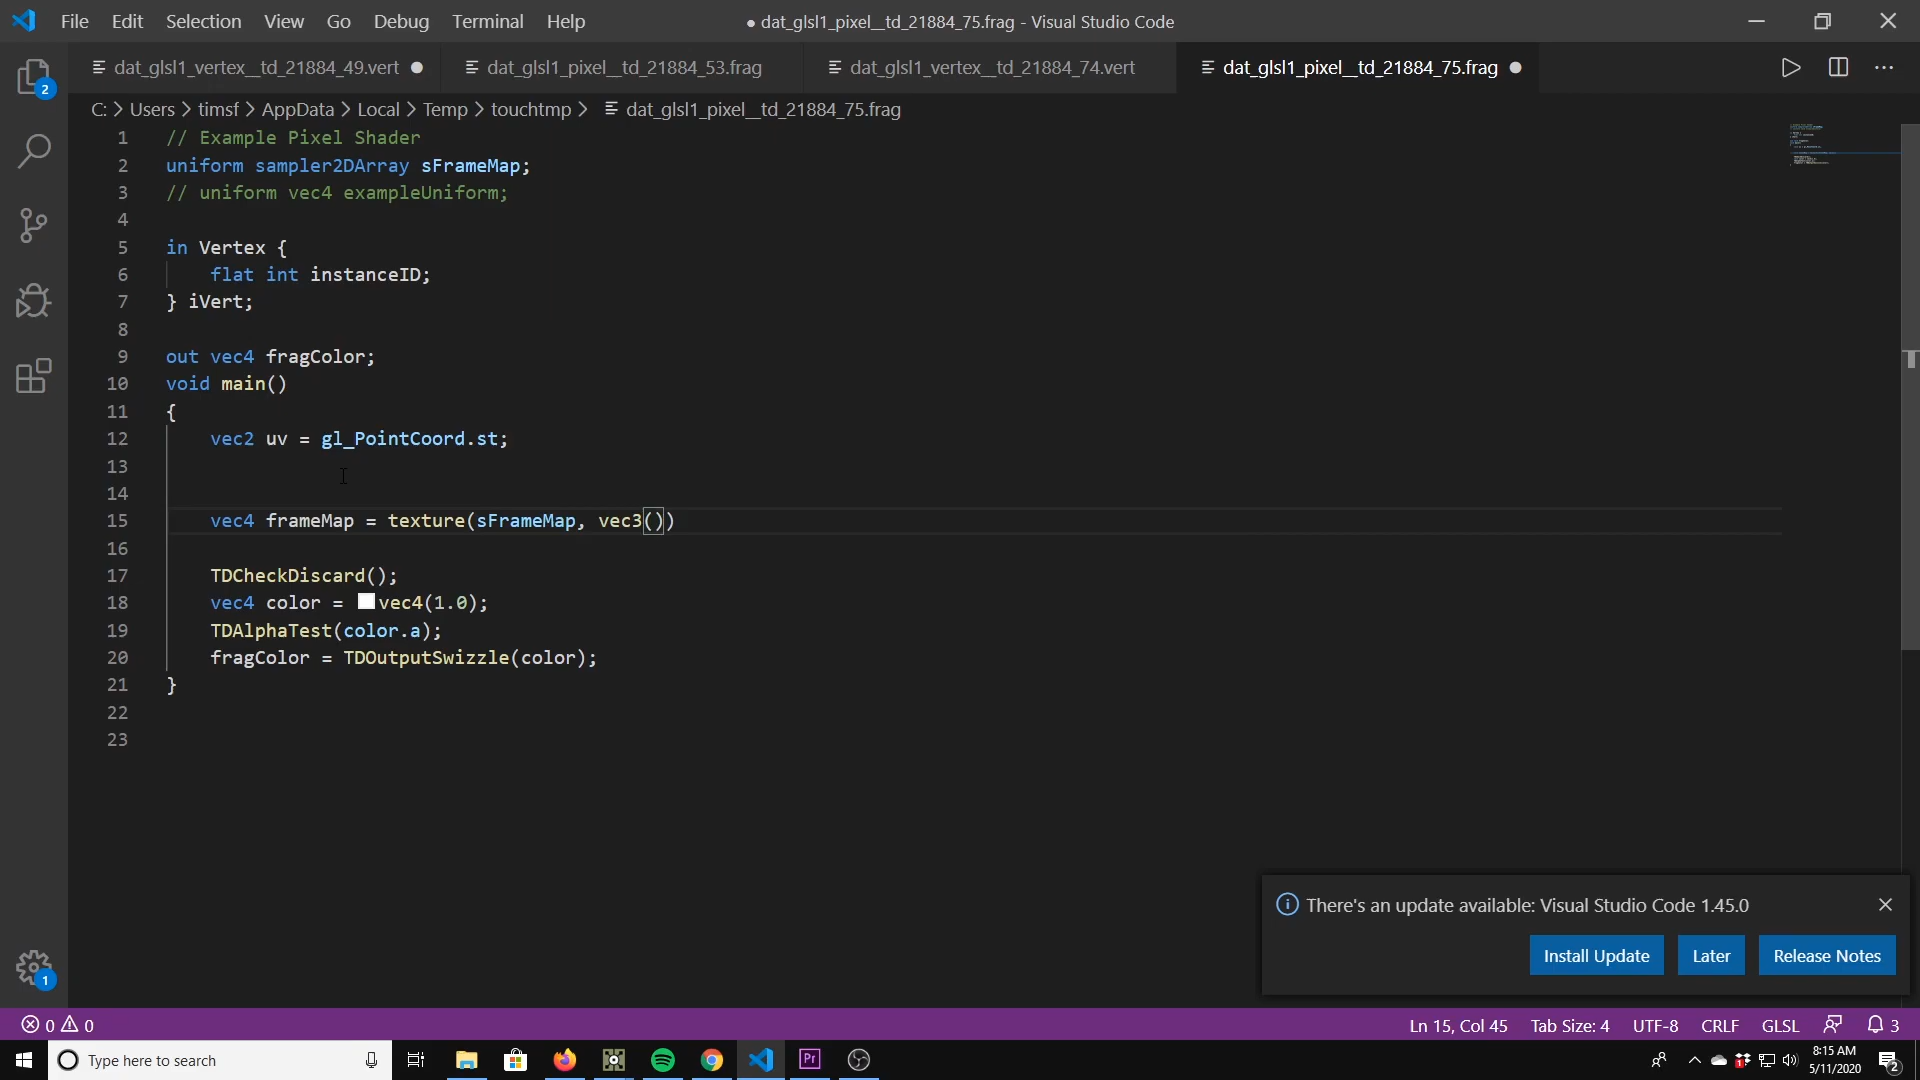 File Edit Selection View Go Debug Terminal Help
● dat_glsl1_pixel__td_21884_75.frag - Visual Studio Code
dat_glsl1_vertex__td_21884_49.vert dat_glsl1_pixel__td_21884_53.frag dat_glsl1_vertex__td_21884_74.vert dat_glsl1_pixel__td_21884_75.frag
2
C: > Users > timsf > AppData > Local > Temp > touchtmp > dat_glsl1_pixel__td_21884_75.frag
1 // Example Pixel Shader
2 uniform sampler2DArray sFrameMap;
3 // uniform vec4 exampleUniform;
4
5 in Vertex {
6 flat int instanceID;
7 } iVert;
8
9 out vec4 fragColor;
10 void main()
11 {
12 vec2 uv = gl_PointCoord.st;
13
14
15 vec4 frameMap = texture(sFrameMap, vec3())
16
17 TDCheckDiscard();
18 vec4 color = vec4(1.0);
19 TDAlphaTest(color.a);
20 fragColor = TDOutputSwizzle(color);
21 }
22
23
There's an update available: Visual Studio Code 1.45.0
Install Update Later Release Notes
1
0 0 Ln 15, Col 45 Tab Size: 4 UTF-8 CRLF GLSL 3
Type here to search
Pr
1
8:15 AM
5/11/2020
2